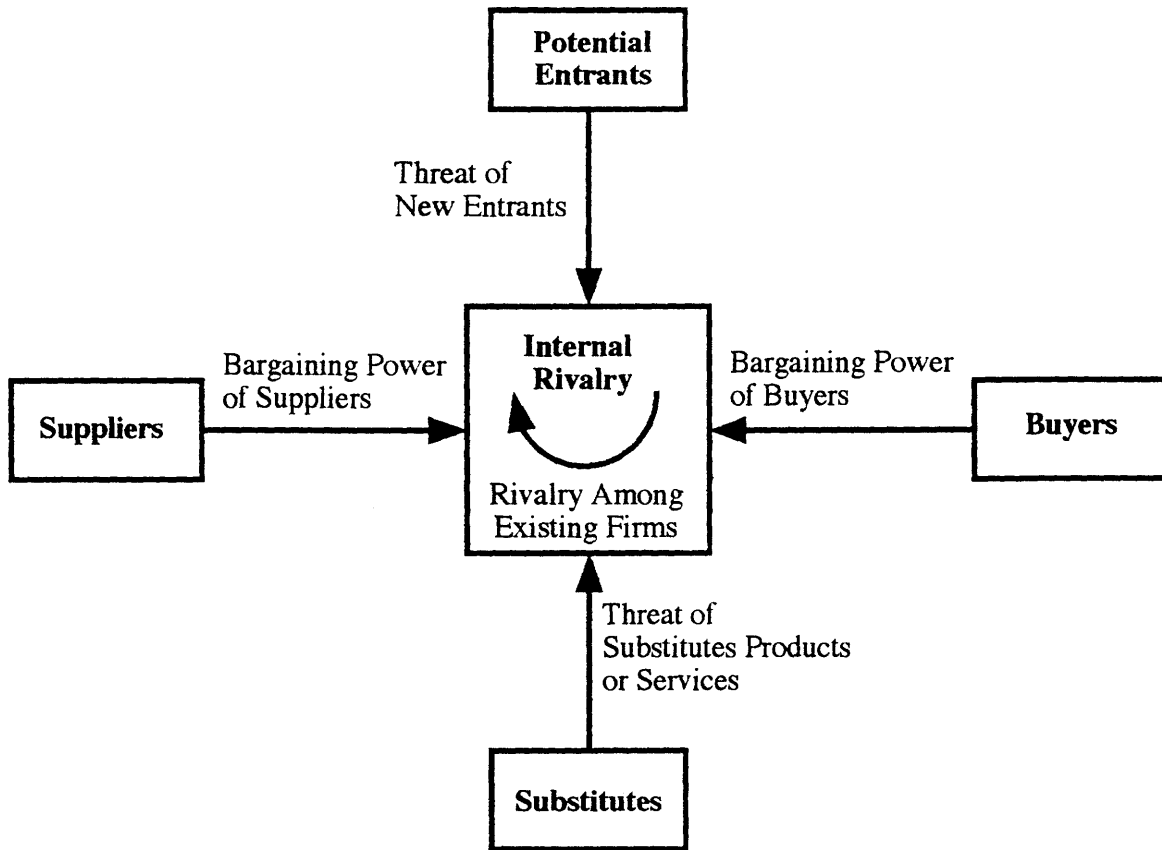 Potential
Entrants
Threat of
New Entrants
Internal
Rivalry
Bargaining Power
of Suppliers
Bargaining Power
of Buyers
Suppliers
Buyers
Rivalry Among
Existing Firms
Threat of
Substitutes Products
or Services
Substitutes